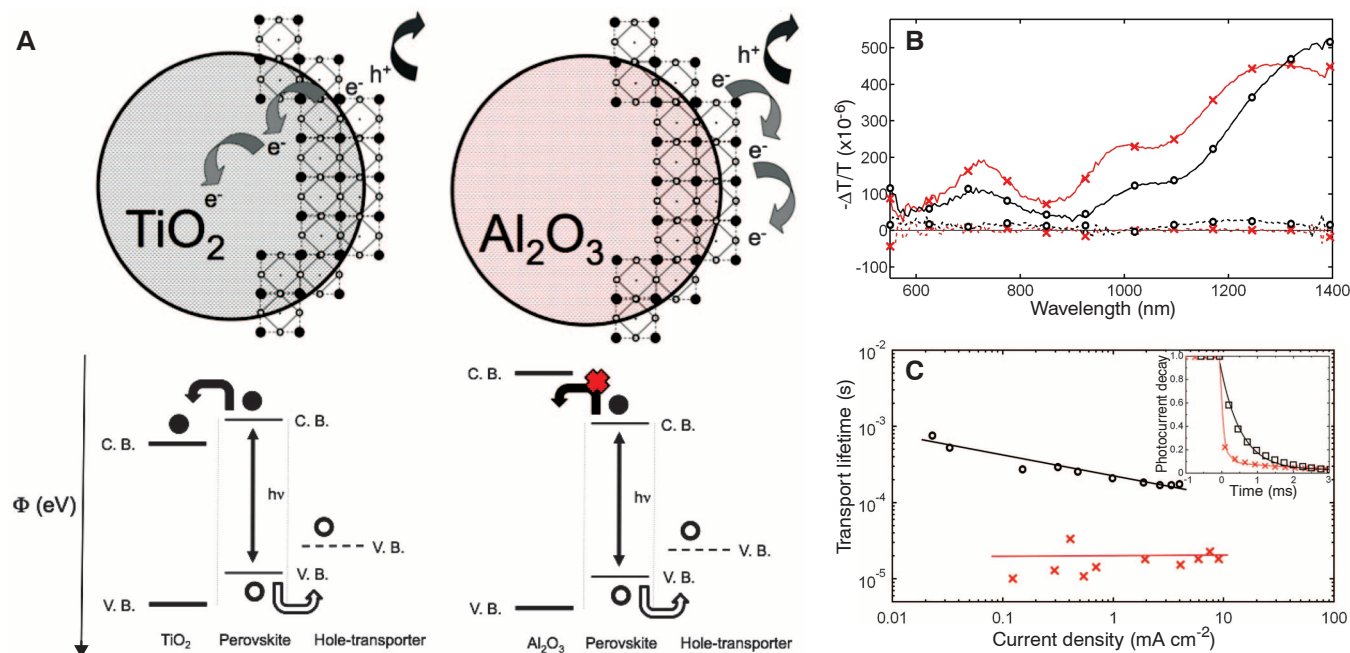 A
h⁺
e⁻
e⁻
e⁻
TiO₂
h⁺
e⁻
e⁻
e⁻
Al₂O₃
Φ (eV)
C. B.
C. B.
hν
V. B.
V. B.
V. B.
TiO₂ Perovskite Hole-transporter
C. B.
C. B.
hν
V. B.
V. B.
V. B.
Al₂O₃ Perovskite Hole-transporter
B
-ΔT/T (x10⁻⁶)
500
400
300
200
100
0
-100
600 800 1000 1200 1400
Wavelength (nm)
C
Transport lifetime (s)
10⁻²
10⁻³
10⁻⁴
10⁻⁵
0.01 0.1 1 10 100
Current density (mA cm⁻²)
Photocurrent decay
1.0
0.8
0.6
0.4
0.2
0
-1 0 1 2 3
Time (ms)